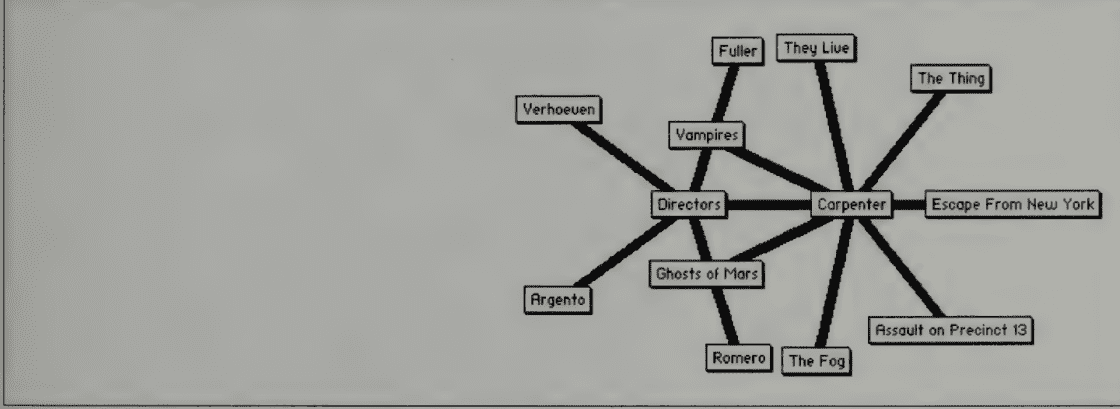 Fuller
They Live
The Thing
Verhoeven
Vampires
Directors
Carpenter
Escape From New York
Ghosts of Mars
Argento
Assault on Precinct 13
Romero
The Fog